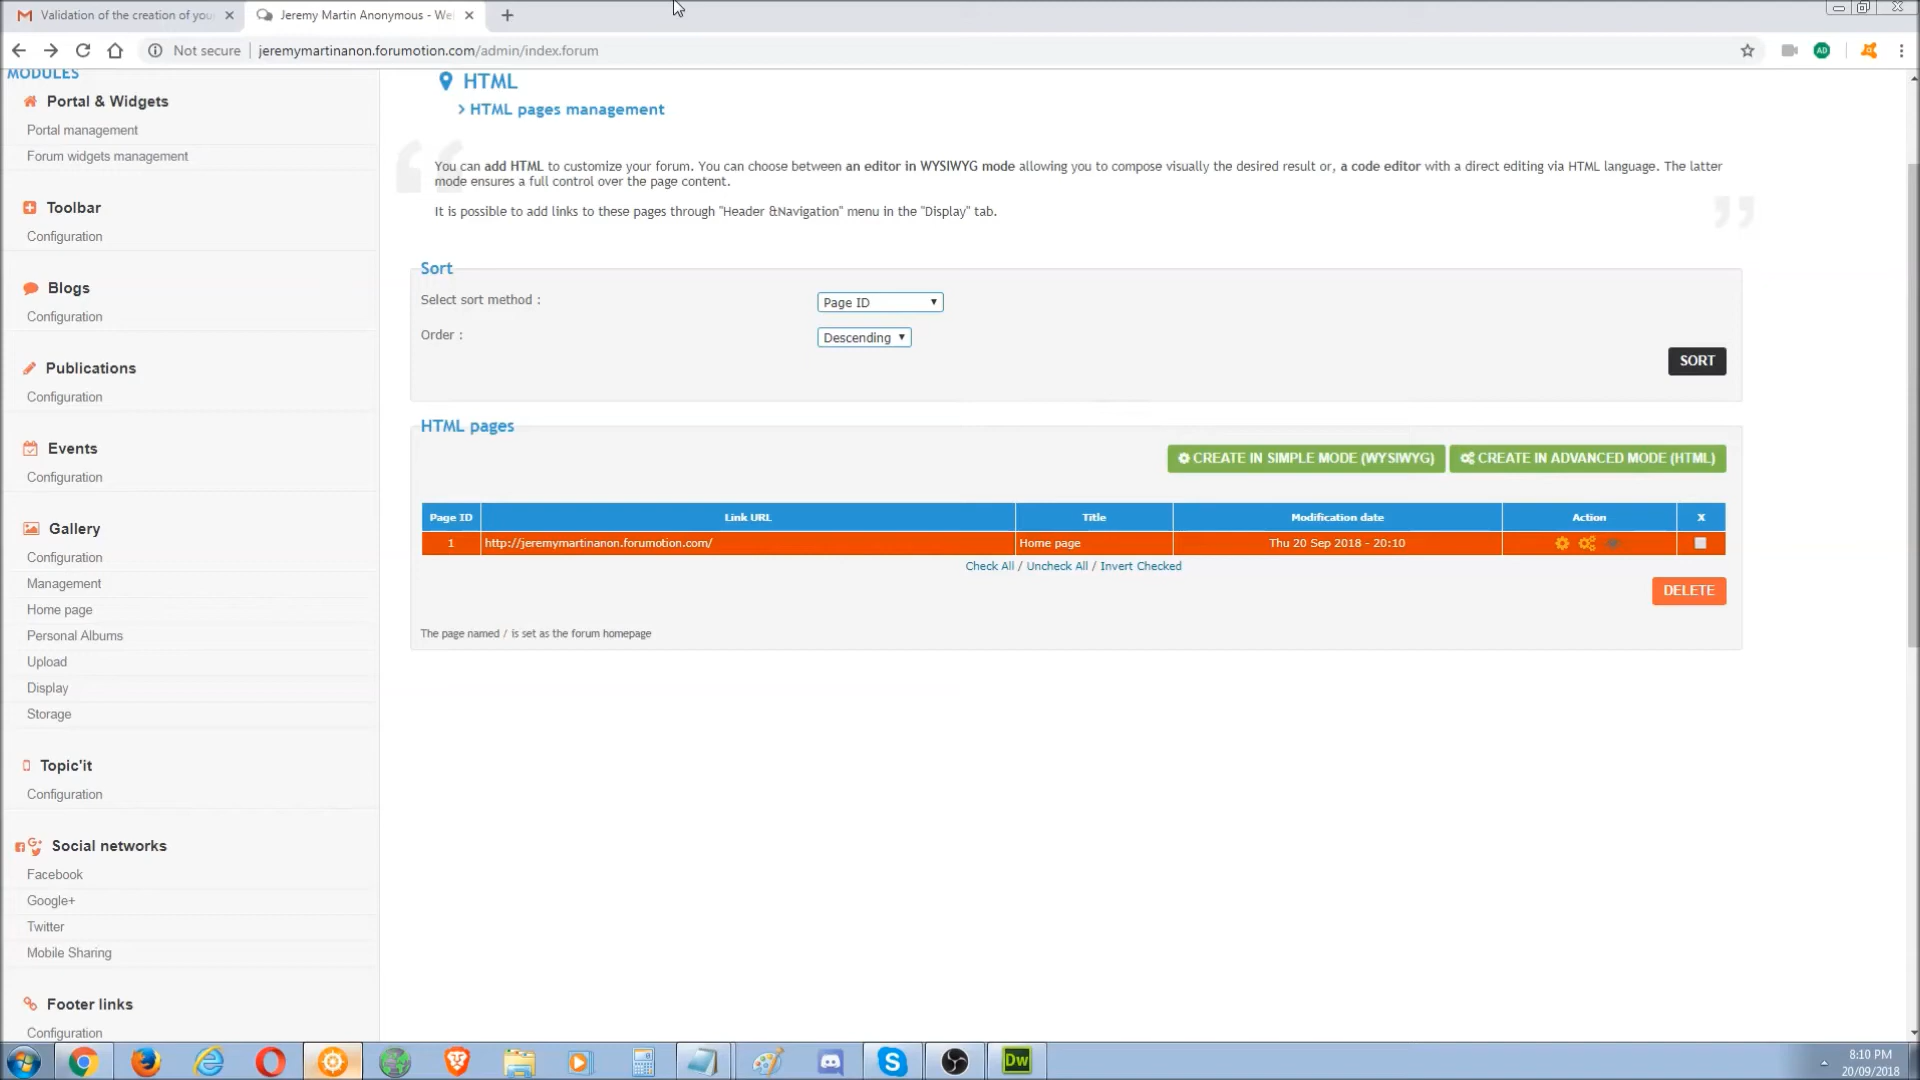 Validation of the creation of your
Jeremy Martin Anonymous - Wel
Not secure
jeremymartinanon.forumotion.com/admin/index.forum
AD
MODULES
Portal & Widgets
Portal management
Forum widgets management
Toolbar
Configuration
Blogs
Configuration
Publications
Configuration
Events
Configuration
Gallery
Configuration
Management
Home page
Personal Albums
Upload
Display
Storage
Topic'it
Configuration
Social networks
Facebook
Google+
Twitter
Mobile Sharing
Footer links
Configuration
HTML
HTML pages management
You can add HTML to customize your forum. You can choose between an editor in WYSIWYG mode allowing you to compose visually the desired result or, a code editor with a direct editing via HTML language. The latter
mode ensures a full control over the page content.
It is possible to add links to these pages through "Header &Navigation" menu in the "Display" tab.
Sort
Select sort method :
Page ID
Order :
Descending
SORT
HTML pages
CREATE IN SIMPLE MODE (WYSIWYG)
CREATE IN ADVANCED MODE (HTML)
Page ID Link URL Title Modification date Action X
1 http://jeremymartinanon.forumotion.com/ Home page Thu 20 Sep 2018 - 20:10
Check All / Uncheck All / Invert Checked
DELETE
The page named / is set as the forum homepage
Dw
8:10 PM
20/09/2018